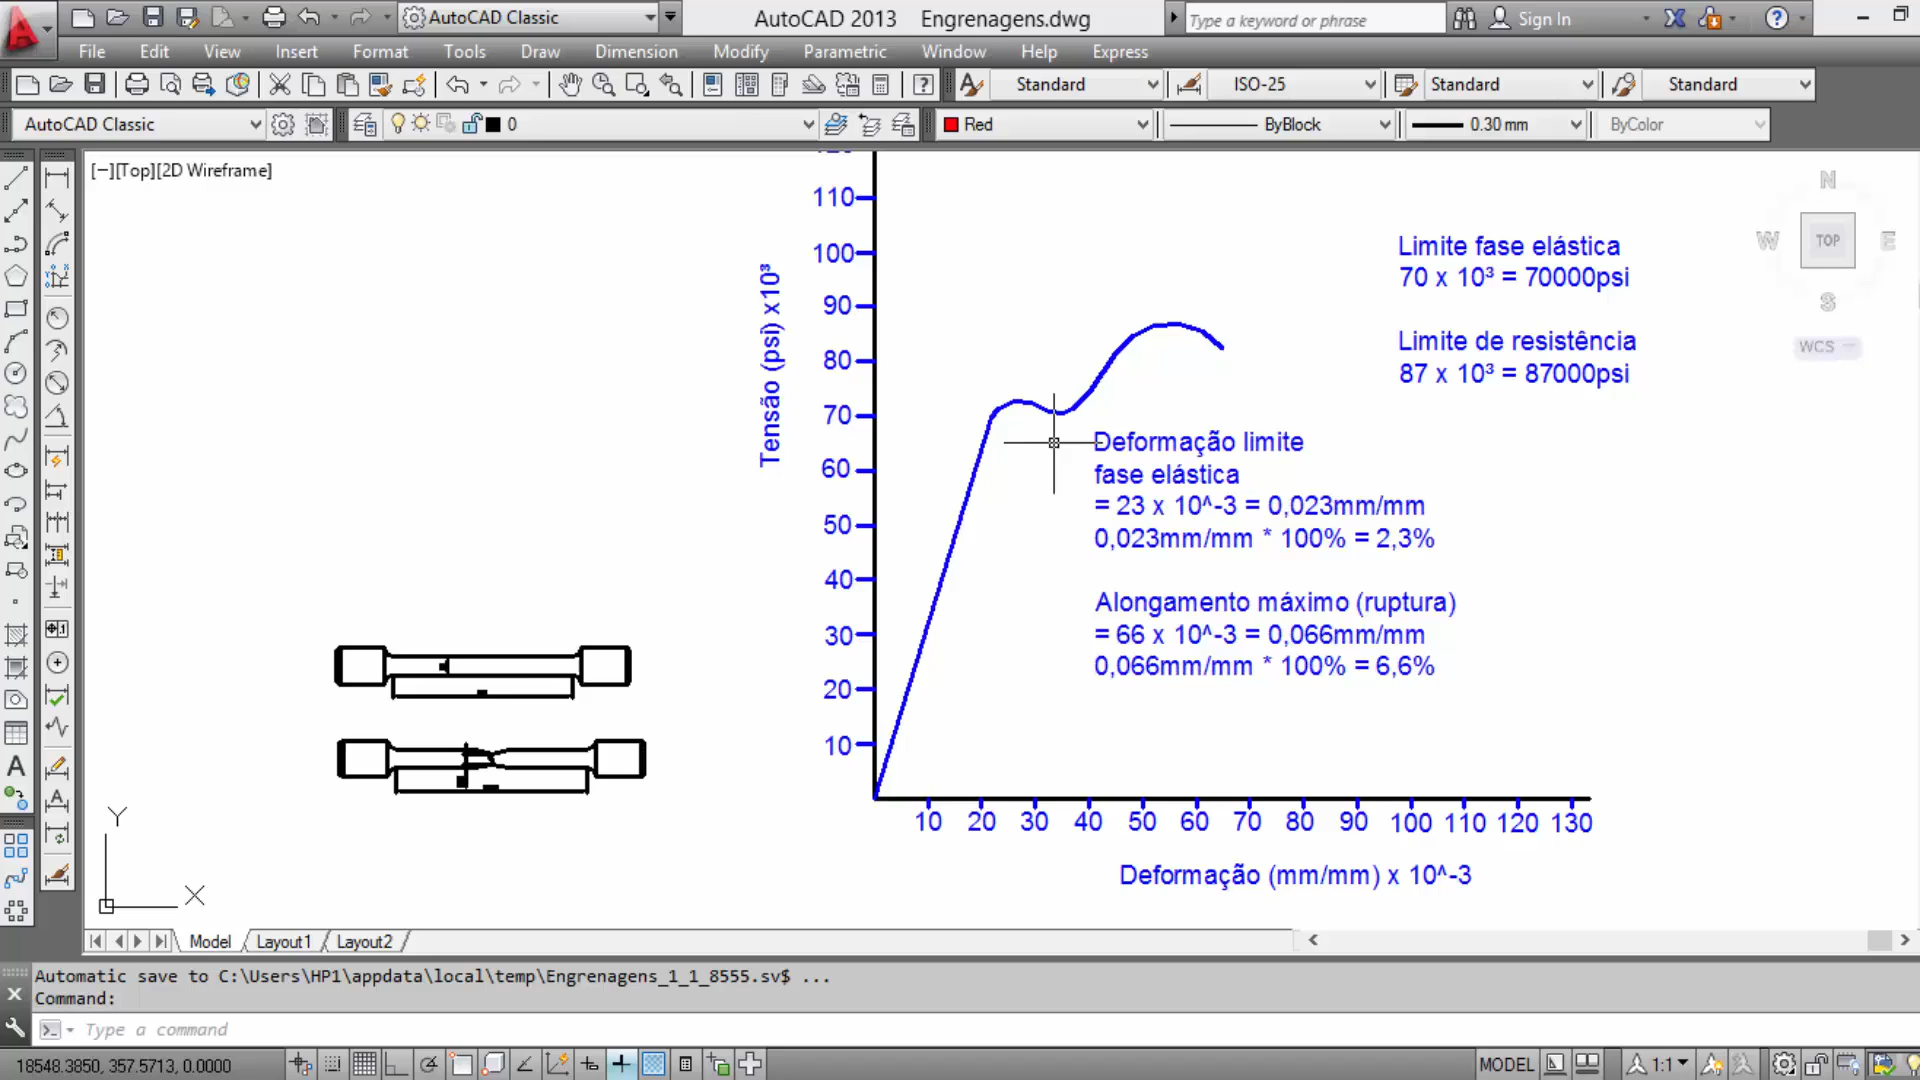 AutoCAD Classic
AutoCAD 2013 Engrenagens.dwg
Type a keyword or phrase
Sign In
File Edit View Insert Format Tools Draw Dimension Modify Parametric Window Help Express
Standard ISO-25 Standard Standard
AutoCAD Classic 0 Red ByBlock 0.30 mm ByColor
[−][Top][2D Wireframe]
110
100
90
80
70
60
50
40
30
20
10
Tensão (psi) x10³
Limite fase elástica
70 x 10³ = 70000psi
Limite de resistência
87 x 10³ = 87000psi
Deformação limite
fase elástica
= 23 x 10^-3 = 0,023mm/mm
0,023mm/mm * 100% = 2,3%
Alongamento máximo (ruptura)
= 66 x 10^-3 = 0,066mm/mm
0,066mm/mm * 100% = 6,6%
10 20 30 40 50 60 70 80 90 100 110 120 130
Deformação (mm/mm) x 10^-3
N
W TOP E
S
WCS
Y
X
Model Layout1 Layout2
Automatic save to C:\Users\HP1\appdata\local\temp\Engrenagens_1_1_8555.sv$ ...
Command:
Type a command
18548.3850, 357.5713, 0.0000
MODEL 1:1